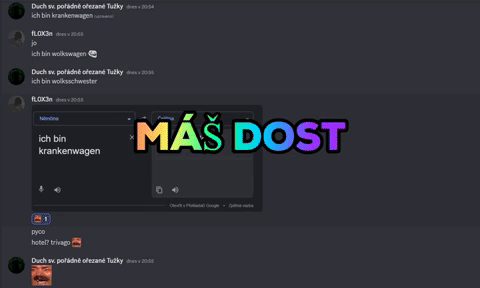 Duch sv. pořádně ořezané Tužky dnes v 20:54
ich bin krankenwagen (upraveno)
fLOX3n dnes v 20:55
jo
ich bin wolkswagen
Duch sv. pořádně ořezané Tužky dnes v 20:55
ich bin wolksschwester
fLOX3n dnes v 20:55
Němčina
ich bin
krankenwagen
MÁŠ DOST
Otevřít v Překladači Google • Zpětná vazba
1
pyco
hotel? trivago
Duch sv. pořádně ořezané Tužky dnes v 20:55